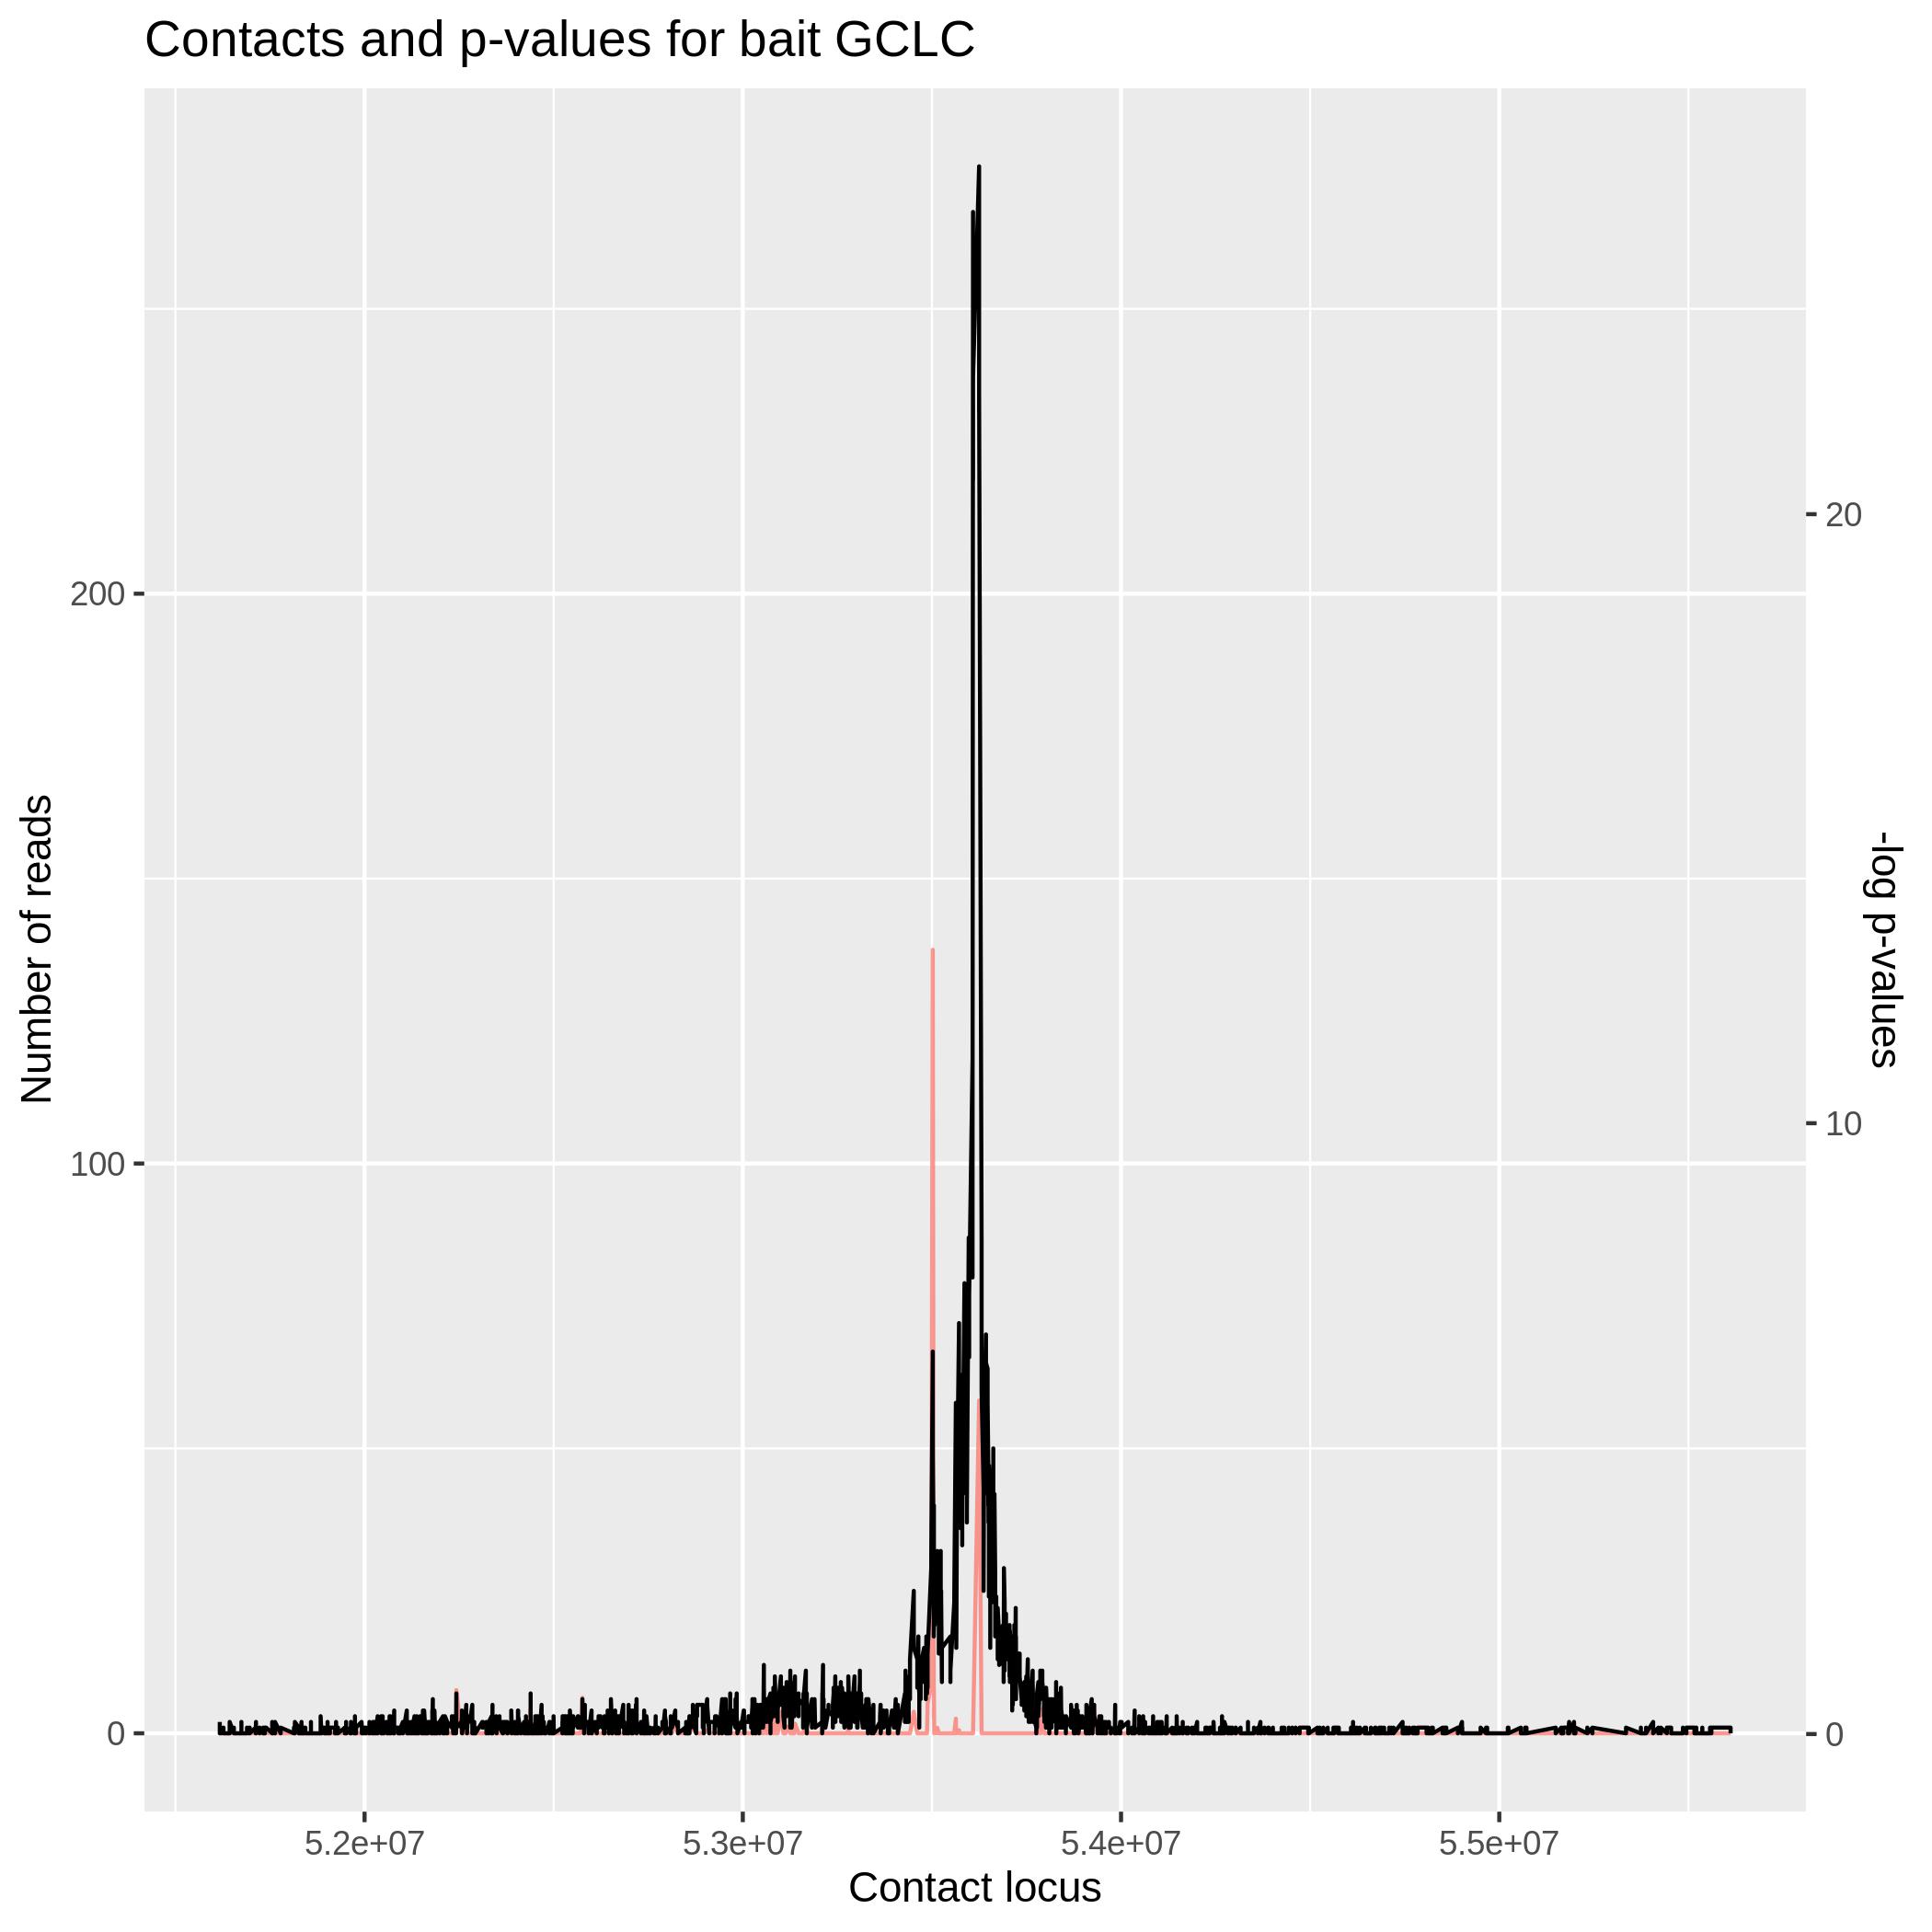 Contacts and p-values for bait GCLC
Number of reads
200
100
0
20
10
0
-log p-values
5.2e+07
5.3e+07
5.4e+07
5.5e+07
Contact locus